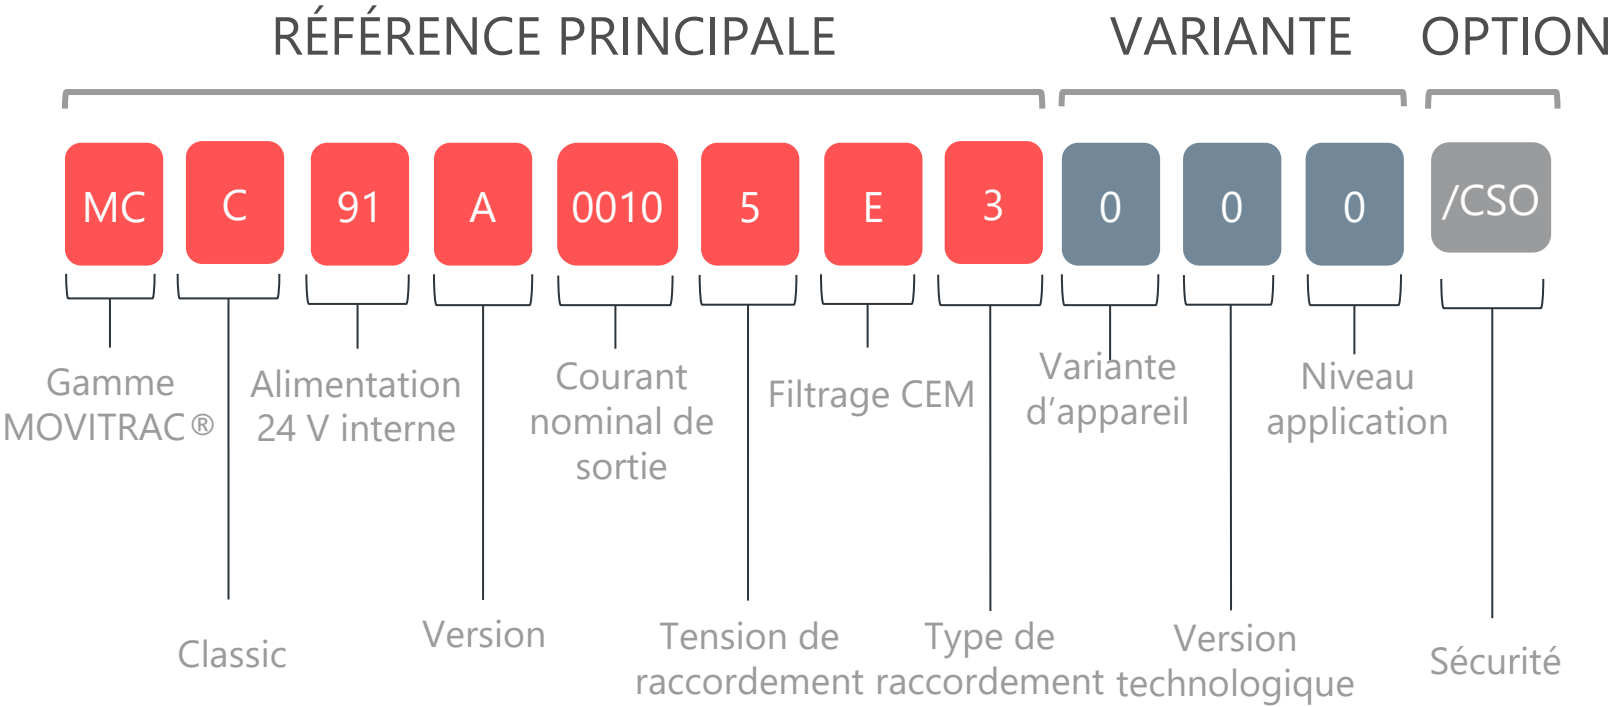 RÉFÉRENCE PRINCIPALE VARIANTE OPTION
MC C 91 A 0010 5 E 3 0 0 0 /CSO
Gamme
MOVITRAC®
Alimentation
24 V interne
Courant
nominal de
sortie
Filtrage CEM
Variante
d’appareil
Niveau
application
Classic
Version
Tension de
raccordement
Type de
raccordement
Version
technologique
Sécurité